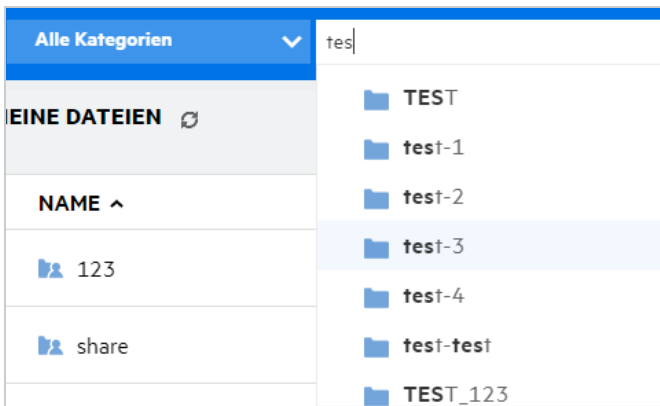 Alle Kategorien
tes
EINE DATEIEN
NAME
123
share
TEST
test-1
test-2
test-3
test-4
test-test
TEST_123